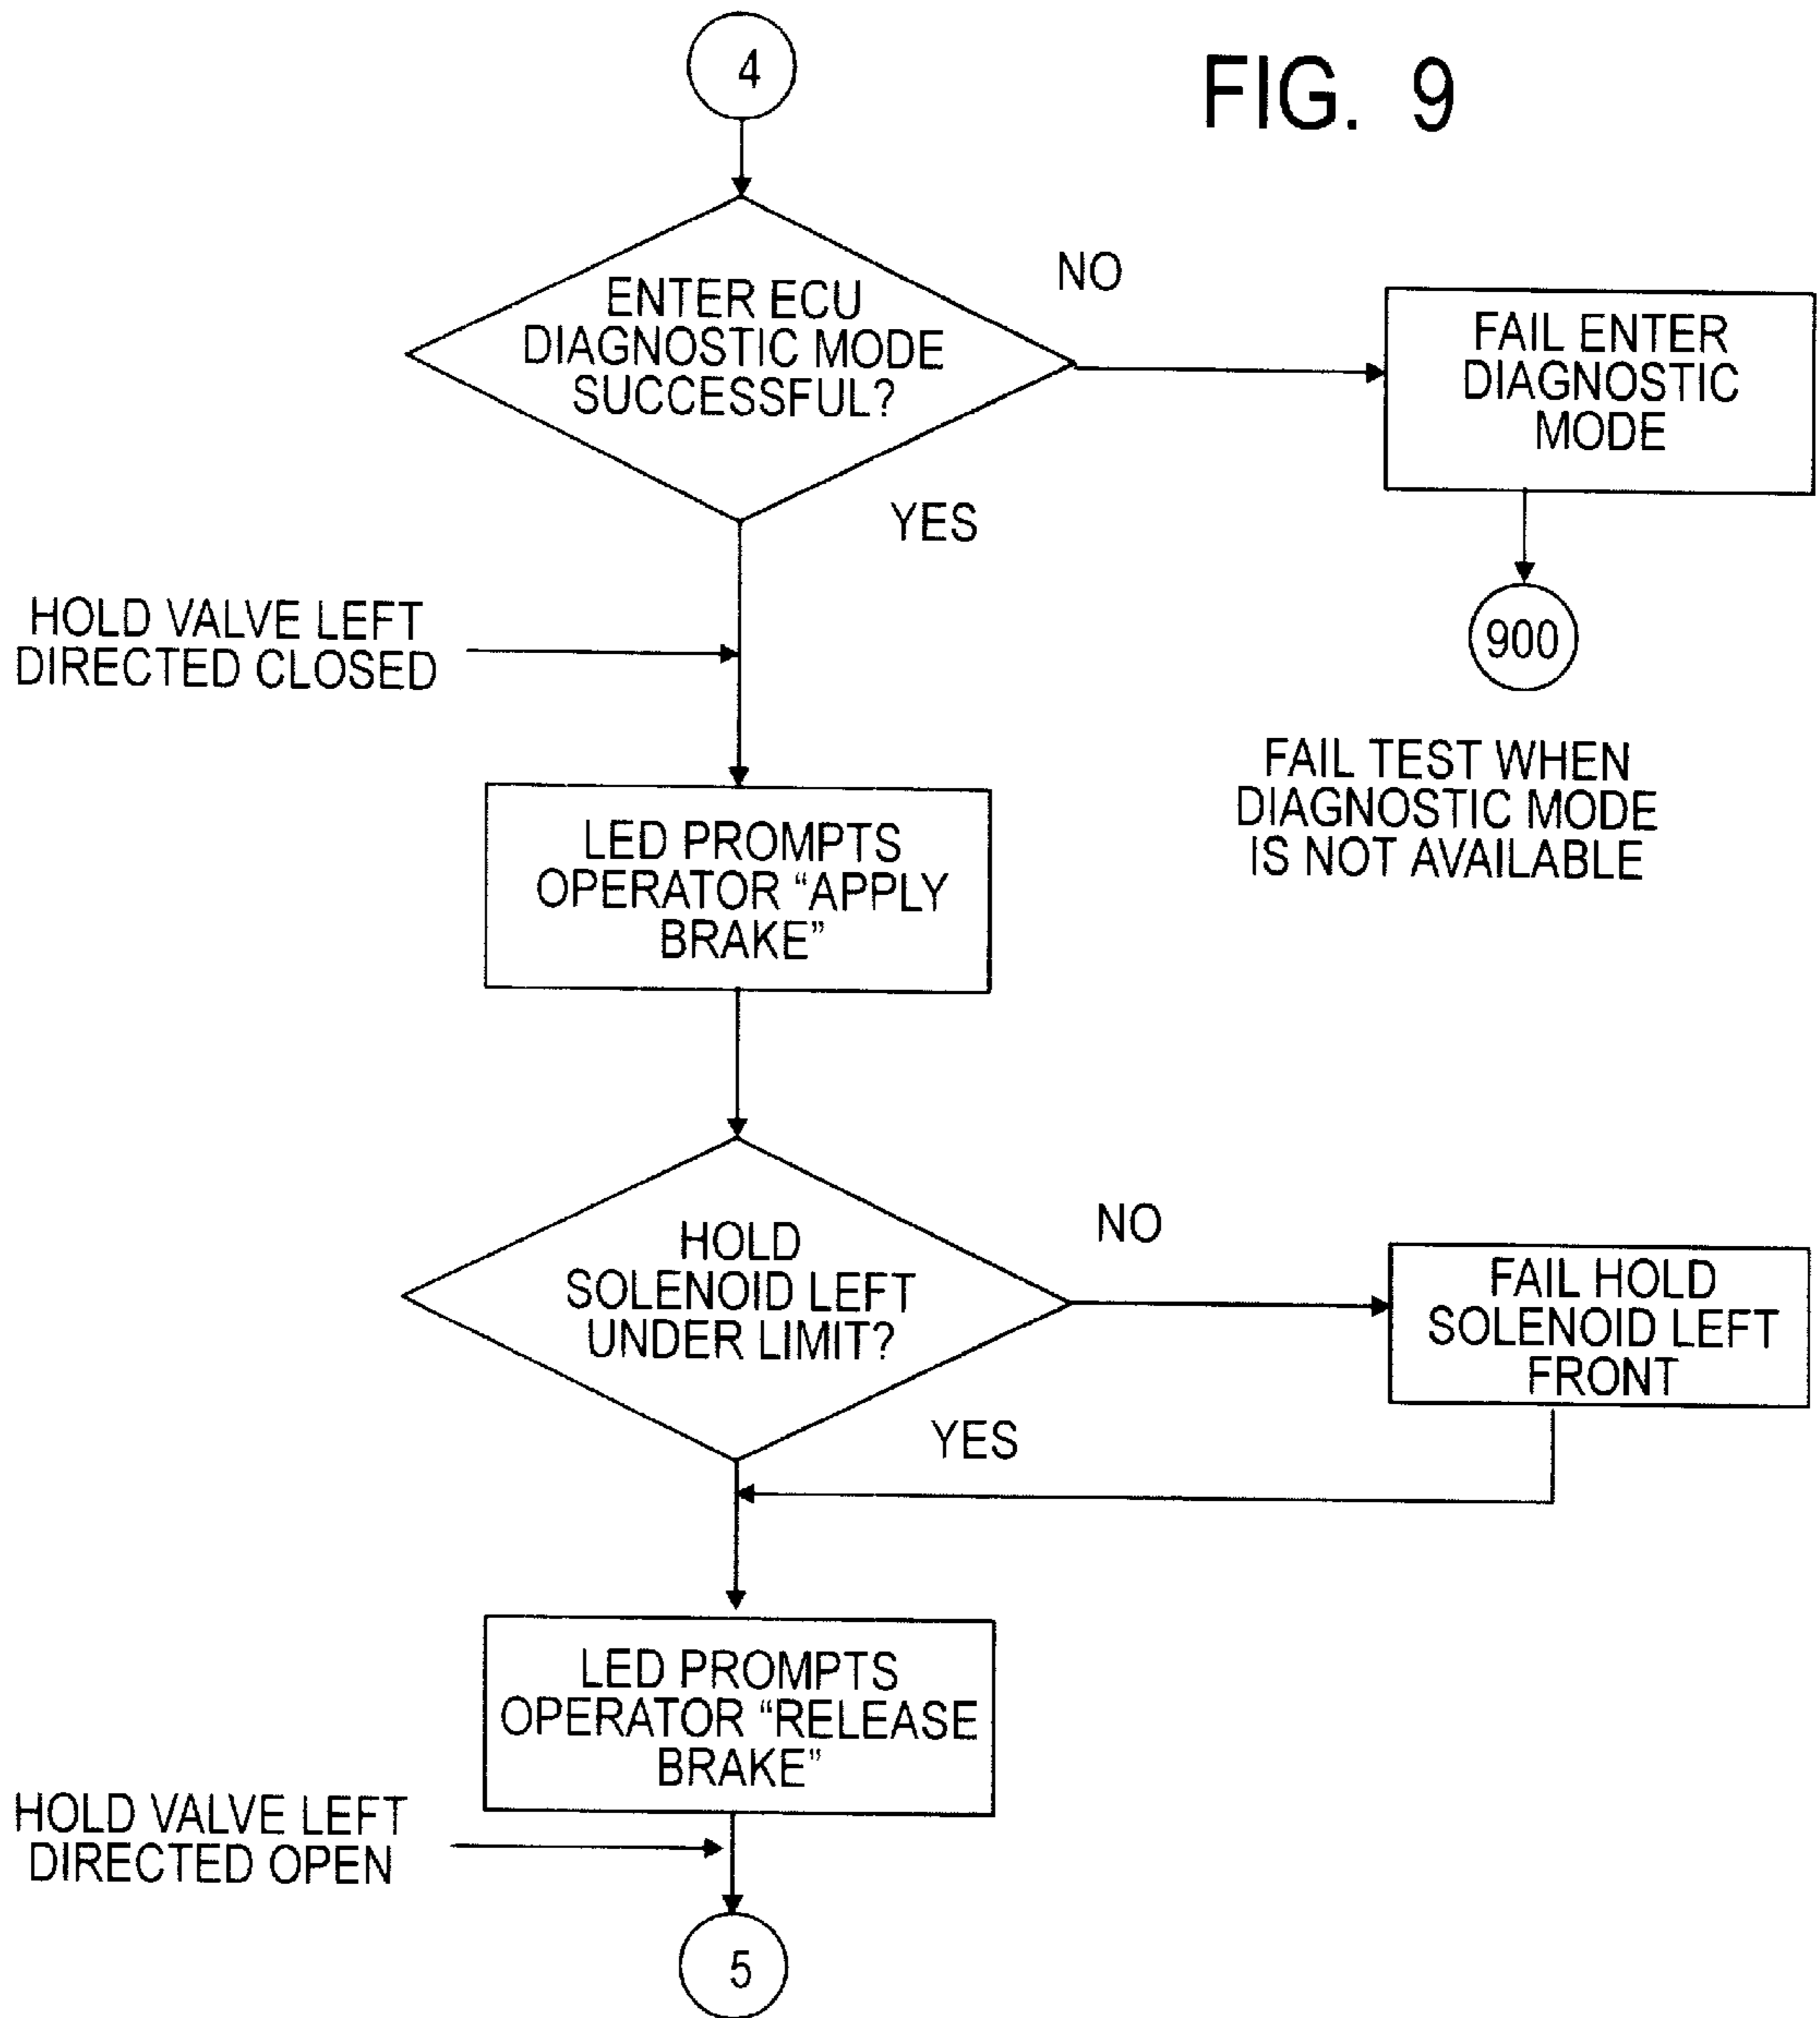 4
FIG. 9
ENTER ECU
DIAGNOSTIC MODE
SUCCESSFUL?
NO
FAIL ENTER
DIAGNOSTIC
MODE
YES
900
HOLD VALVE LEFT
DIRECTED CLOSED
FAIL TEST WHEN
DIAGNOSTIC MODE
IS NOT AVAILABLE
LED PROMPTS
OPERATOR “APPLY
BRAKE”
HOLD
SOLENOID LEFT
UNDER LIMIT?
NO
FAIL HOLD
SOLENOID LEFT
FRONT
YES
LED PROMPTS
OPERATOR “RELEASE
BRAKE”
HOLD VALVE LEFT
DIRECTED OPEN
5